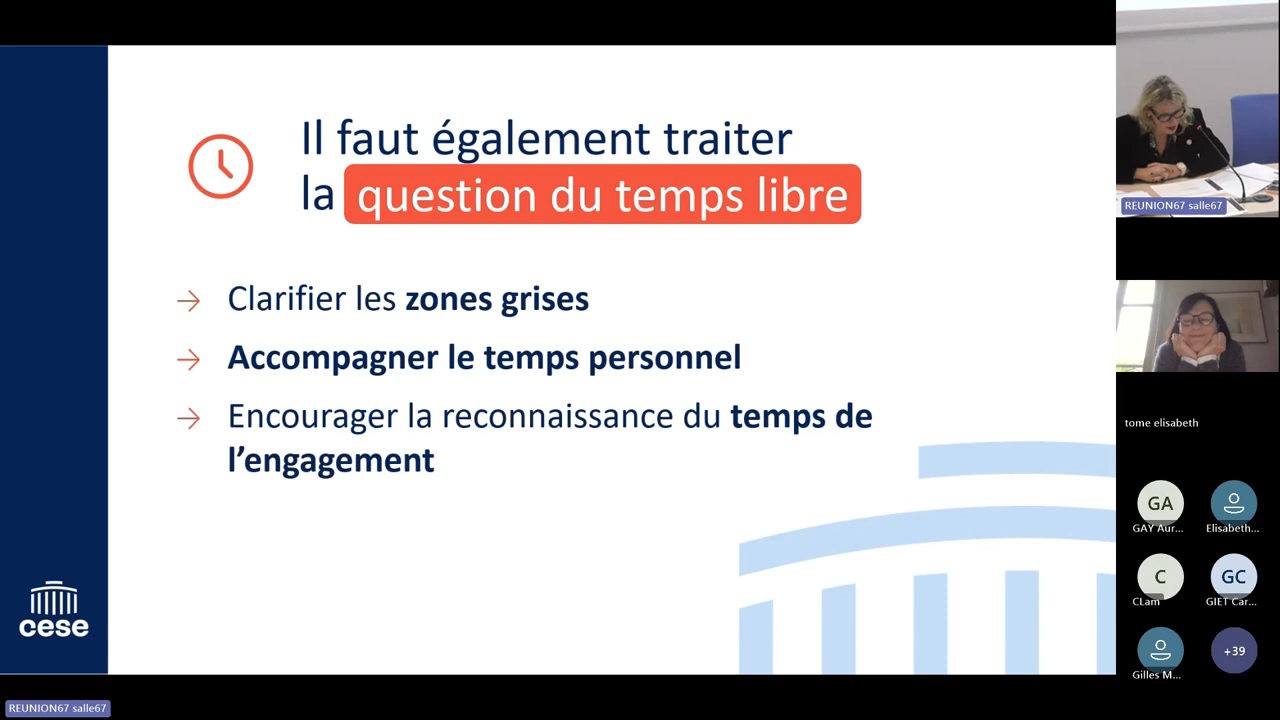 Il faut également traiter
la question du temps libre
→ Clarifier les zones grises
→ Accompagner le temps personnel
→ Encourager la reconnaissance du temps de
l’engagement
cese
REUNION67 salle67
REUNION67 salle67
tome elisabeth
GA
GAY Aur...
Elisabeth...
C
CLam
GC
GIET Car...
Gilles M...
+39